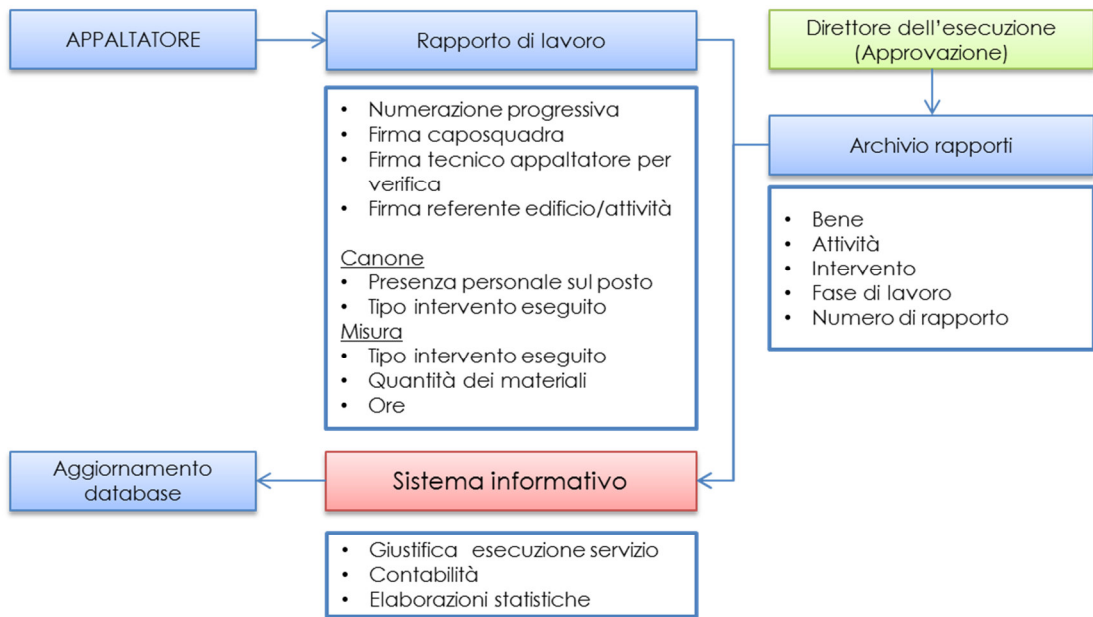 APPALTATORE
Rapporto di lavoro
Direttore dell'esecuzione
(Approvazione)
• Numerazione progressiva
• Firma caposquadra
• Firma tecnico appaltatore per
verifica
• Firma referente edificio/attività
Canone
• Presenza personale sul posto
• Tipo intervento eseguito
Misura
• Tipo intervento eseguito
• Quantità dei materiali
• Ore
Archivio rapporti
• Bene
• Attività
• Intervento
• Fase di lavoro
• Numero di rapporto
Aggiornamento
database
Sistema informativo
• Giustifica esecuzione servizio
• Contabilità
• Elaborazioni statistiche